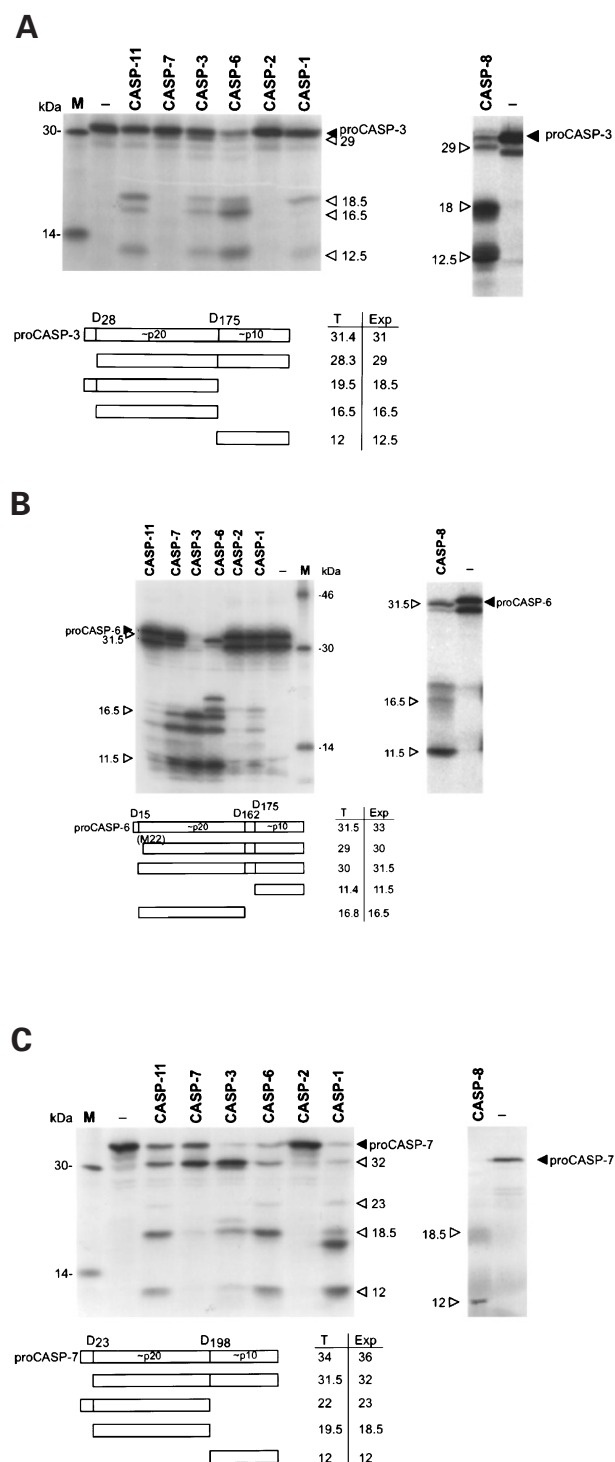 A
kDa M – CASP-11 CASP-7 CASP-3 CASP-6 CASP-2 CASP-1
CASP-8 –
30-
proCASP-3
29
18.5
16.5
14-
12.5
proCASP-3
29
18
12.5
D28 D175
proCASP-3 ~p20 ~p10
T Exp
31.4 31
28.3 29
19.5 18.5
16.5 16.5
12 12.5
B
CASP-11 CASP-7 CASP-3 CASP-6 CASP-2 CASP-1 – M kDa
CASP-8 –
-46
proCASP-6
31.5
-30
16.5
-14
11.5
31.5 proCASP-6
16.5
11.5
D15 D162 D175
proCASP-6 ~p20 ~p10
(M22)
T Exp
31.5 33
29 30
30 31.5
11.4 11.5
16.8 16.5
C
kDa M – CASP-11 CASP-7 CASP-3 CASP-6 CASP-2 CASP-1
CASP-8 –
proCASP-7
30- 32
23
18.5
14-
12
proCASP-7
18.5
12
D23 D198
proCASP-7 ~p20 ~p10
T Exp
34 36
31.5 32
22 23
19.5 18.5
12 12